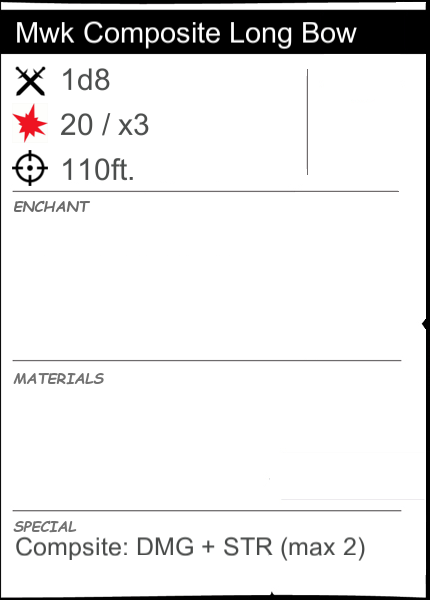 Mwk Composite Long Bow
1d8
20 / x3
110ft.
ENCHANT
MATERIALS
SPECIAL
Compsite: DMG + STR (max 2)